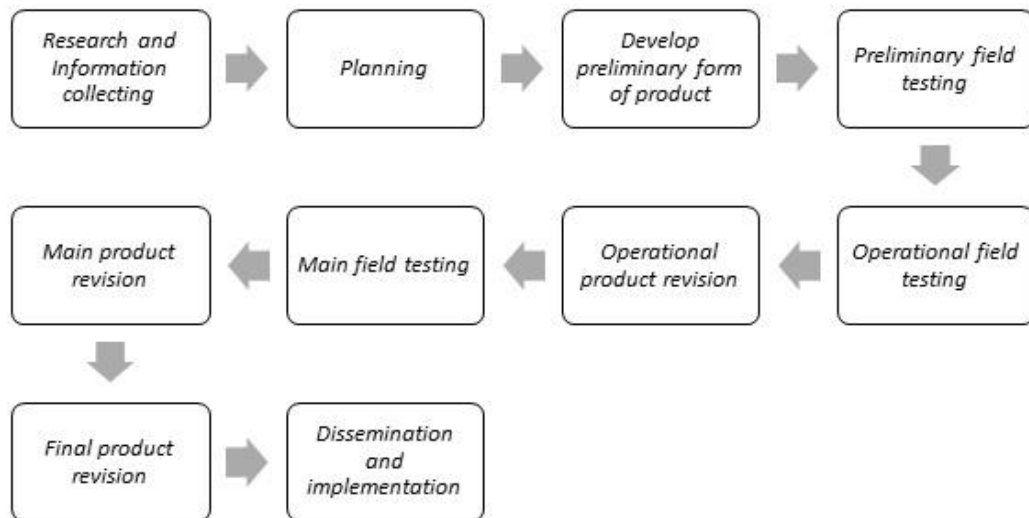 Research and
Information
collecting
Planning
Develop
preliminary form
of product
Preliminary field
testing
Operational field
testing
Operational
product revision
Main field testing
Main product
revision
Final product
revision
Dissemination
and
implementation